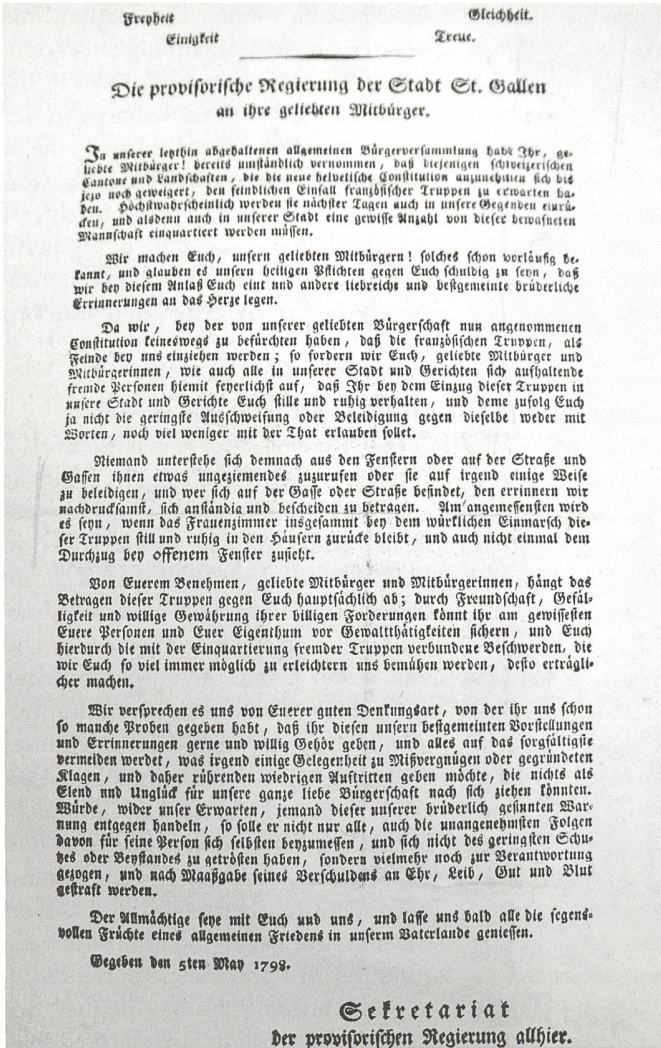 Freyheit Gleichheit.
Einigkeit Treue.
Die provisorische Regierung der Stadt St. Gallen
an ihre geliebten Mitbürger.
In unserer letzthin abgehaltenen allgemeinen Bürgerversammlung habt Ihr, ge-
liebte Mitbürger! bereits umständlich vernommen, daß diejenigen schweizerischen
Cantone und Landschaften, die die neue helvetische Constitution anzunehmen sich bis
jezo noch geweigert, den feindlichen Einfall französischer Truppen zu erwarten ha-
ben. Höchstwahrscheinlich werden sie nächster Tagen auch in unsere Gegenden einrü-
cken, und alsdenn auch in unserer Stadt eine gewisse Anzahl von dieser bewafneten
Mannschaft einquartiert werden müssen.
Wir machen Euch, unsern geliebten Mitbürgern! solches schon vorläufig be-
kannt, und glauben es unsern heiligen Pflichten gegen Euch schuldig zu seyn, daß
wir bey diesem Anlaß Euch eint und andere liebreiche und bestgemeinte brüderliche
Errinnerungen an das Herze legen.
Da wir, bey der von unserer geliebten Bürgerschaft nun angenommenen
Constitution keineswegs zu befürchten haben, daß die französischen Truppen, als
Feinde bey uns einziehen werden; so fordern wir Euch, geliebte Mitbürger und
Mitbürgerinnen, wie auch alle in unserer Stadt und Gerichten sich aufhaltende
fremde Personen hiemit feyerlichst auf, daß Ihr bey dem Einzug dieser Truppen in
unsere Stadt und Gerichte Euch stille und ruhig verhalten, und deme zufolg Euch
ja nicht die geringste Ausschweifung oder Beleidigung gegen dieselbe weder mit
Worten, noch viel weniger mit der That erlauben sollet.
Niemand unterstehe sich demnach aus den Fenstern oder auf der Straße und
Gassen ihnen etwas ungeziemendes zuzurufen oder sie auf irgend einige Weise
zu beleidigen, und wer sich auf der Gasse oder Straße befindet, den errinnern wir
nachdrucksamst, sich anständig und bescheiden zu betragen. Am angemessensten wird
es seyn, wenn das Frauenzimmer insgesammt bey dem würklichen Einmarsch die-
ser Truppen still und ruhig in den Häusern zurücke bleibt, und auch nicht einmal dem
Durchzug bey offenem Fenster zusieht.
Von Euerem Benehmen, geliebte Mitbürger und Mitbürgerinnen, hängt das
Betragen dieser Truppen gegen Euch hauptsächlich ab; durch Freundschaft, Gefäl-
ligkeit und willige Gewährung ihrer billigen Forderungen könnt ihr am gewissesten
Euere Personen und Euer Eigenthum vor Gewaltthätigkeiten sichern, und Euch
hierdurch die mit der Einquartierung fremder Truppen verbundene Beschwerden, die
wir Euch so viel immer möglich zu erleichtern uns bemühen werden, desto erträgli-
cher machen.
Wir versprechen es uns von Euerer guten Denkungsart, von der ihr uns schon
so manche Proben gegeben habt, daß ihr diesen unsern bestgemeinten Vorstellungen
und Errinnerungen gerne und willig Gehör geben, und alles auf das sorgfältigste
vermeiden werdet, was irgend einige Gelegenheit zu Mißvergnügen oder gegründeten
Klagen, und daher rührenden wiedrigen Auftritten geben möchte, die nichts als
Elend und Unglück für unsere ganze liebe Bürgerschaft nach sich ziehen könnten.
Würde, wider unser Erwarten, jemand dieser unserer brüderlich gesinnten War-
nung entgegen handeln, so solle er nicht nur alle, auch die unangenehmsten Folgen
davon für seine Person sich selbsten beyzumessen, und sich nicht des geringsten Schu-
tzes oder Beystandes zu getrösten haben, sondern vielmehr noch zur Verantwortung
gezogen, und nach Maaßgabe seines Verschuldens an Ehr, Leib, Gut und Blut
gestraft werden.
Der Allmächtige seye mit Euch und uns, und lasse uns bald alle die segens-
vollen Früchte eines allgemeinen Friedens in unserm Vaterlande geniessen.
Gegeben den 5ten May 1798.
Sekretariat
der provisorischen Regierung allhier.